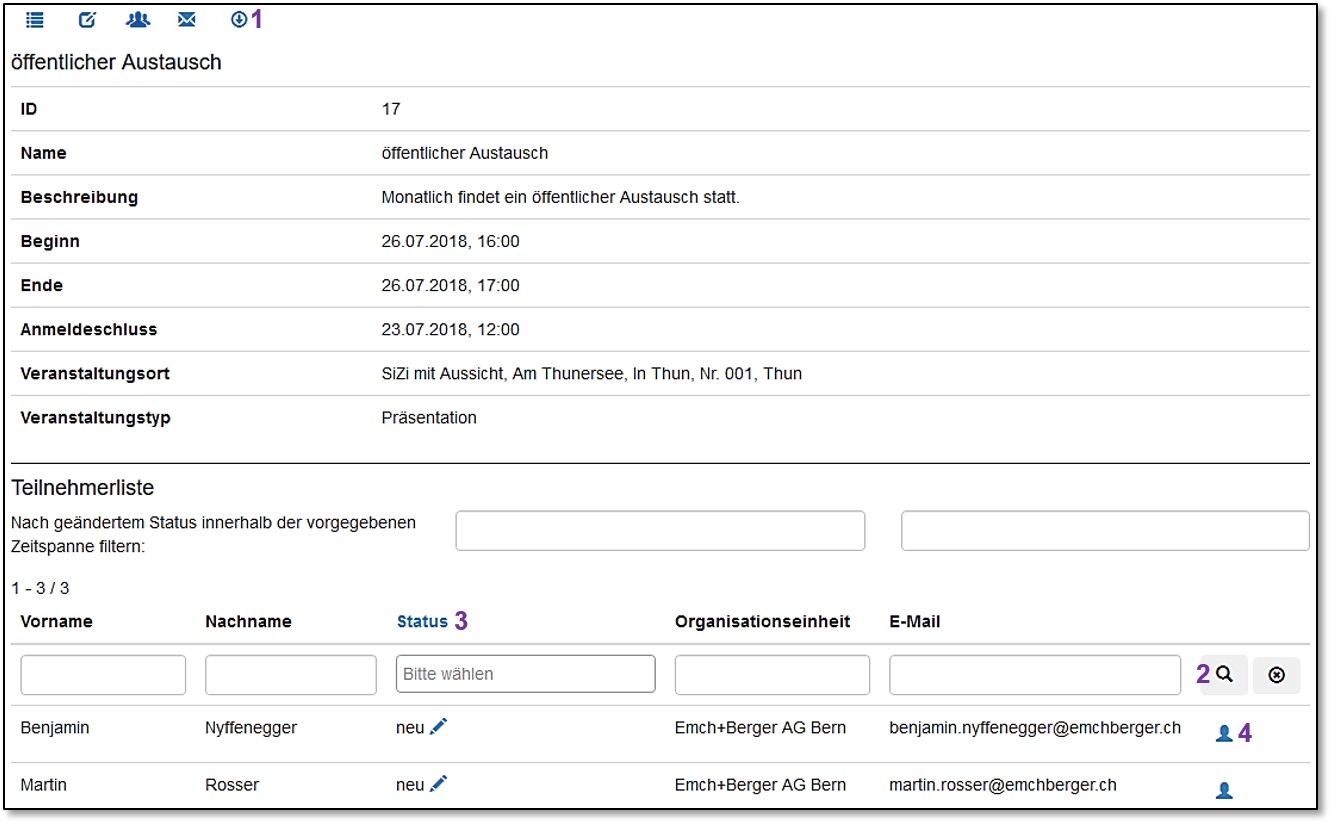 1
öffentlicher Austausch
ID 17
Name öffentlicher Austausch
Beschreibung Monatlich findet ein öffentlicher Austausch statt.
Beginn 26.07.2018, 16:00
Ende 26.07.2018, 17:00
Anmeldeschluss 23.07.2018, 12:00
Veranstaltungsort SiZi mit Aussicht, Am Thunersee, In Thun, Nr. 001, Thun
Veranstaltungstyp Präsentation
Teilnehmerliste
Nach geändertem Status innerhalb der vorgegebenen
Zeitspanne filtern:
1 - 3 / 3
Vorname Nachname Status 3 Organisationseinheit E-Mail
Bitte wählen 2
Benjamin Nyffenegger neu Emch+Berger AG Bern benjamin.nyffenegger@emchberger.ch 4
Martin Rosser neu Emch+Berger AG Bern martin.rosser@emchberger.ch